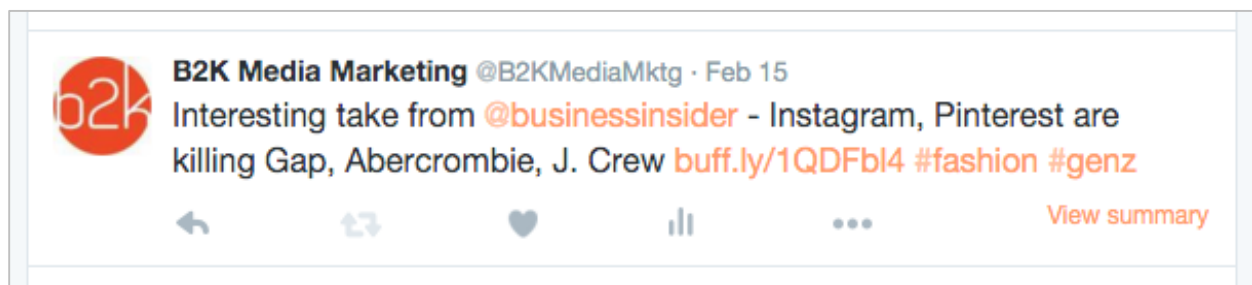 b2k
B2K Media Marketing @B2KMediaMktg · Feb 15
Interesting take from @businessinsider - Instagram, Pinterest are
killing Gap, Abercrombie, J. Crew buff.ly/1QDFbl4 #fashion #genz
View summary